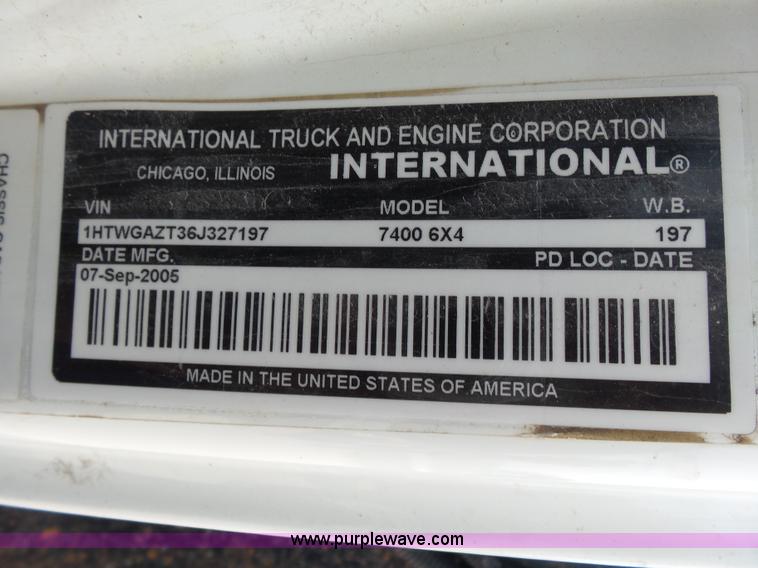 INTERNATIONAL TRUCK AND ENGINE CORPORATION
CHICAGO, ILLINOIS INTERNATIONAL®
VIN MODEL W.B.
1HTWGAZT36J327197 7400 6X4 197
DATE MFG. PD LOC - DATE
07-Sep-2005
MADE IN THE UNITED STATES OF AMERICA
www.purplewave.com